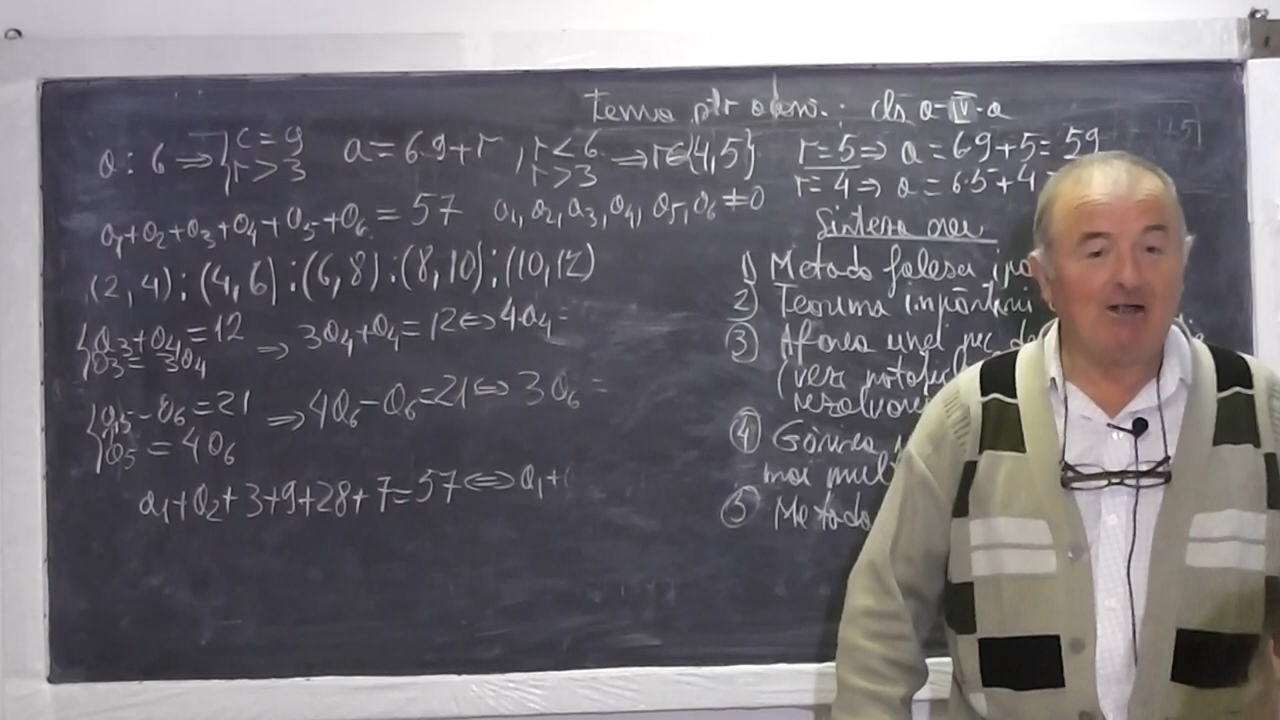 Tema ptr elevi: cls a-IV-a
a : 6 ⇒ {c = 9
r > 3
a = 6·9 + r, r < 6
r > 3 ⇒ r∈{4,5}
r = 5 ⇒ a = 6·9 + 5 = 59
r = 4 ⇒ a = 6·5 + 4
a₁+a₂+a₃+a₄+a₅+a₆ = 57 a₁, a₂, a₃, a₄, a₅, a₆ ≠ 0
(2, 4) ; (4, 6) ; (6, 8) ; (8, 10) ; (10, 12)
{a₃ + a₄ = 12
a₃ = 3a₄
⇒ 3a₄ + a₄ = 12 ⇔ 4a₄ =
{a₅ - a₆ = 21
a₅ = 4a₆
⇒ 4a₆ - a₆ = 21 ⇔ 3a₆ =
a₁ + a₂ + 3 + 9 + 28 + 7 = 57 ⇔ a₁ +
Sinteza orei
1) Metoda falsei
2) Teorema împărțirii
3) Aflarea unei
4)
mai mult
5) Metoda